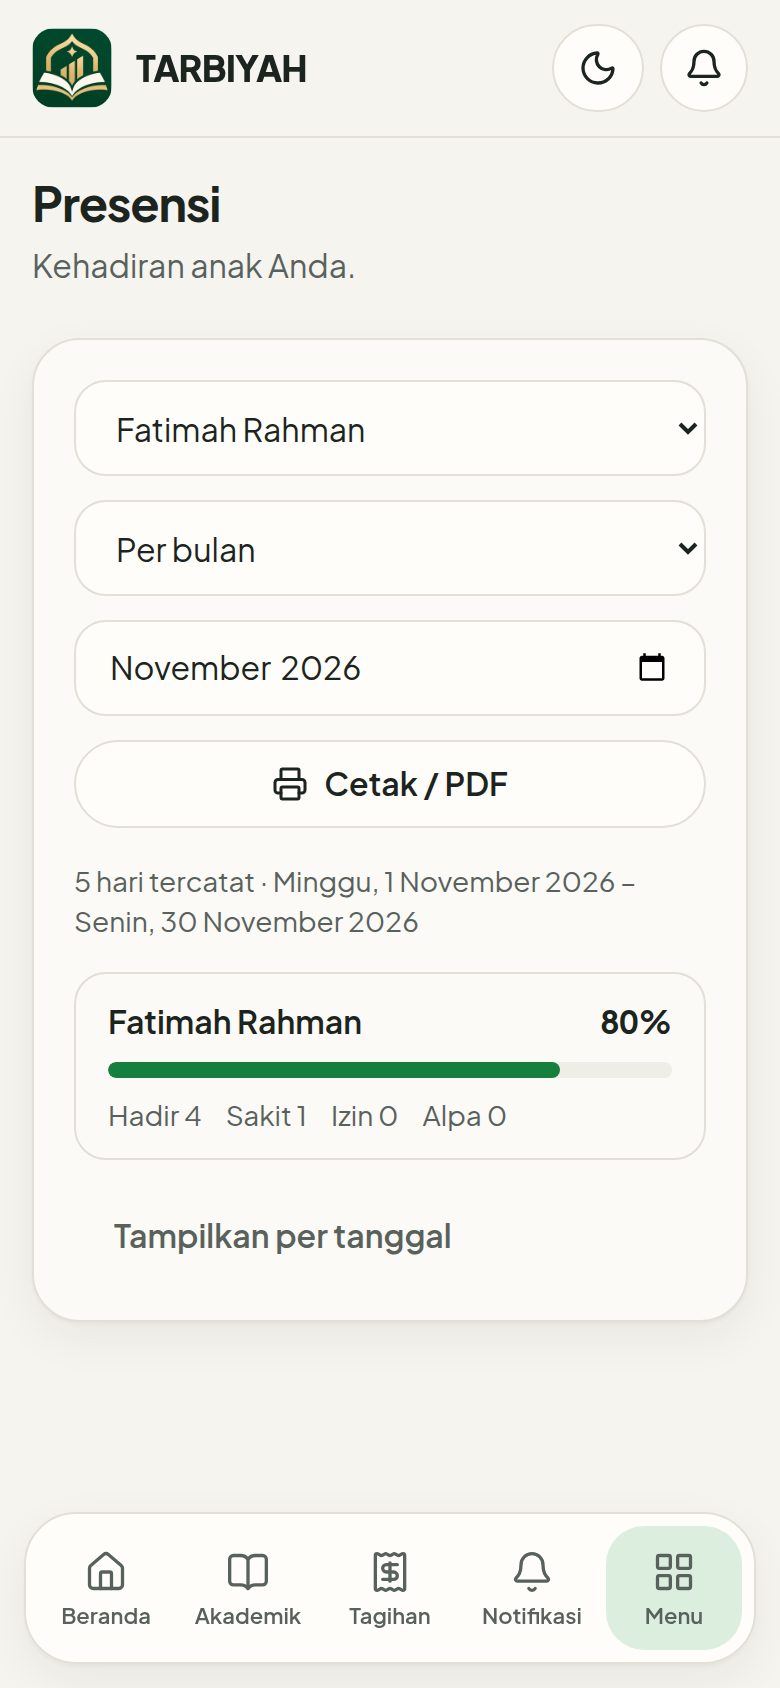 TARBIYAH
Presensi
Kehadiran anak Anda.
Fatimah Rahman
Per bulan
November 2026
Cetak / PDF
5 hari tercatat · Minggu, 1 November 2026 –
Senin, 30 November 2026
Fatimah Rahman 80%
Hadir 4 Sakit 1 Izin 0 Alpa 0
Tampilkan per tanggal
Beranda Akademik Tagihan Notifikasi Menu